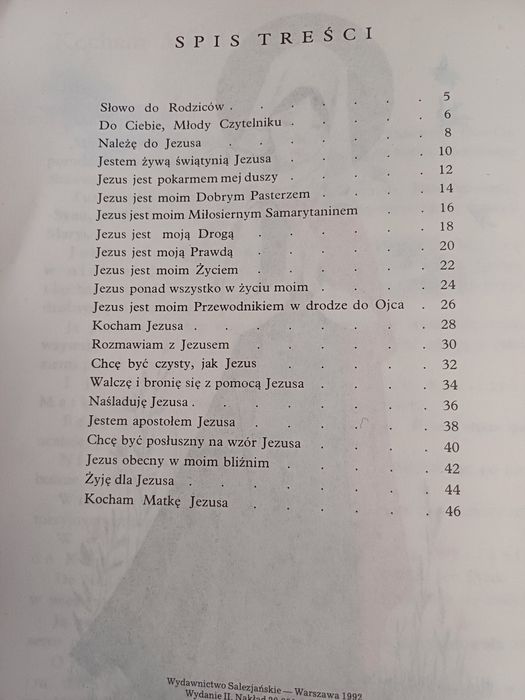 SPIS TREŚCI
Słowo do Rodziców . . . . . . 5
Do Ciebie, Młody Czytelniku . . . . . 6
Należę do Jezusa . . . . . . 8
Jestem żywą świątynią Jezusa . . . . . 10
Jezus jest pokarmem mej duszy . . . . . 12
Jezus jest moim Dobrym Pasterzem . . . . 14
Jezus jest moim Miłosiernym Samarytaninem . . 16
Jezus jest moją Drogą . . . . . . 18
Jezus jest moją Prawdą . . . . . . 20
Jezus jest moim Życiem . . . . . . 22
Jezus ponad wszystko w życiu moim . . . . 24
Jezus jest moim Przewodnikiem w drodze do Ojca . 26
Kocham Jezusa . . . . . . . 28
Rozmawiam z Jezusem . . . . . . 30
Chcę być czysty, jak Jezus . . . . . . 32
Walczę i bronię się z pomocą Jezusa . . . . 34
Naśladuję Jezusa . . . . . . . 36
Jestem apostołem Jezusa . . . . . . 38
Chcę być posłuszny na wzór Jezusa . . . . 40
Jezus obecny w moim bliźnim . . . . . 42
Żyję dla Jezusa . . . . . . . 44
Kocham Matkę Jezusa . . . . . . 46
Wydawnictwo Salezjańskie — Warszawa 1992
Wydanie II. Nakład